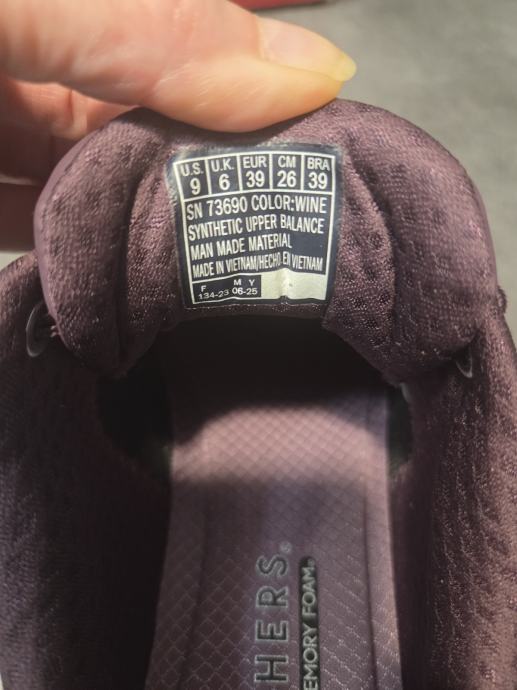 U.S. U.K. EUR CM BRA
9 6 39 26 39
SN 73690 COLOR:WINE
SYNTHETIC UPPER BALANCE
MAN MADE MATERIAL
MADE IN VIETNAM/HECHO EN VIETNAM
F M Y
134-23 06-25
HERS®
EMORY FOAM®